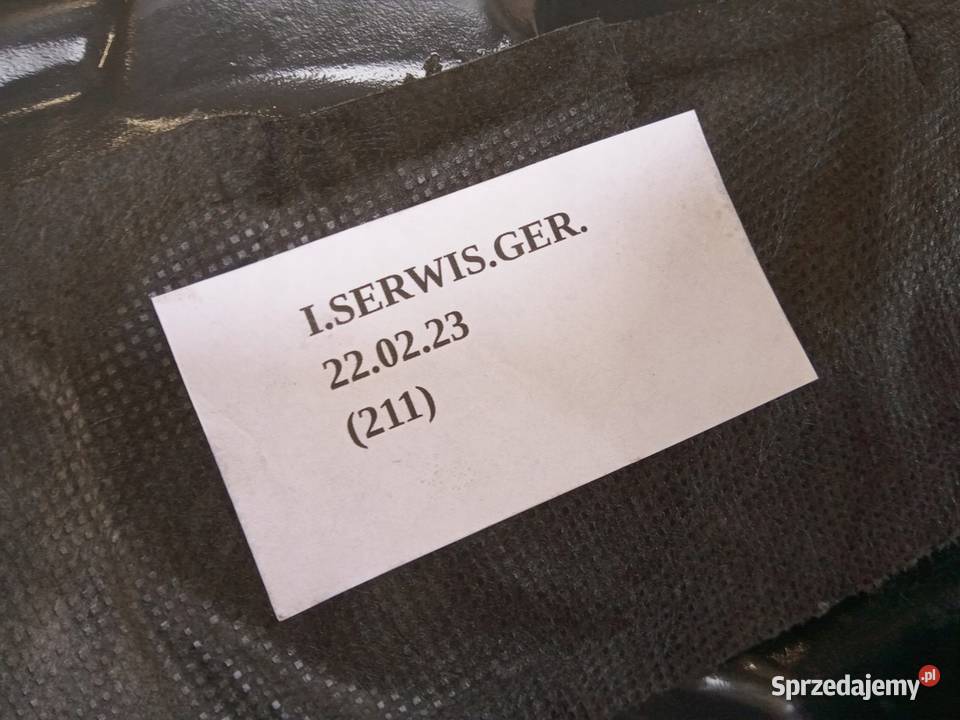 I.SERWIS.GER.
22.02.23
(211)
Sprzedajemy.pl